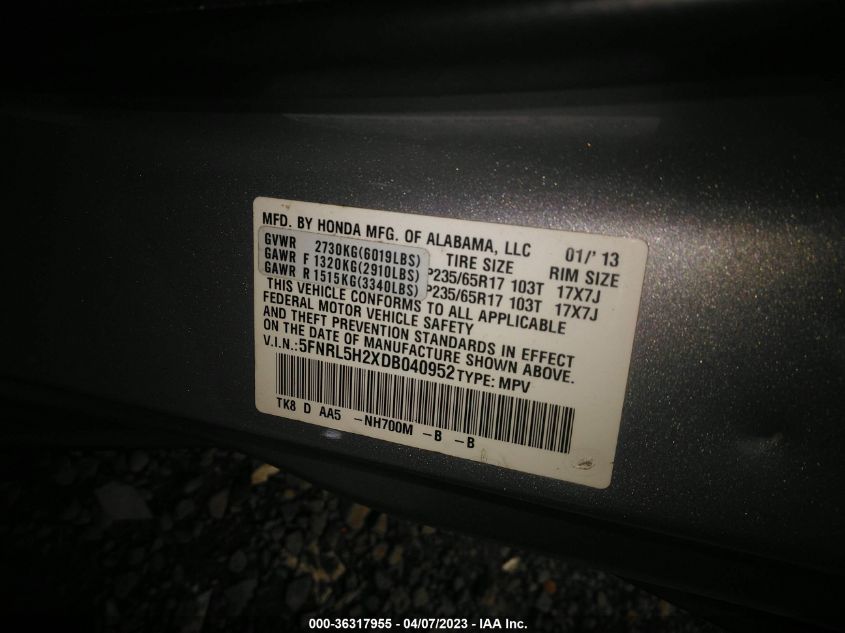 MFD. BY HONDA MFG. OF ALABAMA, LLC 01/'13
GVWR 2730KG(6019LBS) TIRE SIZE RIM SIZE
GAWR F 1320KG(2910LBS) P235/65R17 103T 17X7J
GAWR R 1515KG(3340LBS) P235/65R17 103T 17X7J
THIS VEHICLE CONFORMS TO ALL APPLICABLE
FEDERAL MOTOR VEHICLE SAFETY
AND THEFT PREVENTION STANDARDS IN EFFECT
ON THE DATE OF MANUFACTURE SHOWN ABOVE.
V.I.N.:5FNRL5H2XDB040952 TYPE: MPV
TK8 D AA5 -NH700M -B -B
000-36317955 - 04/07/2023 - IAA Inc.